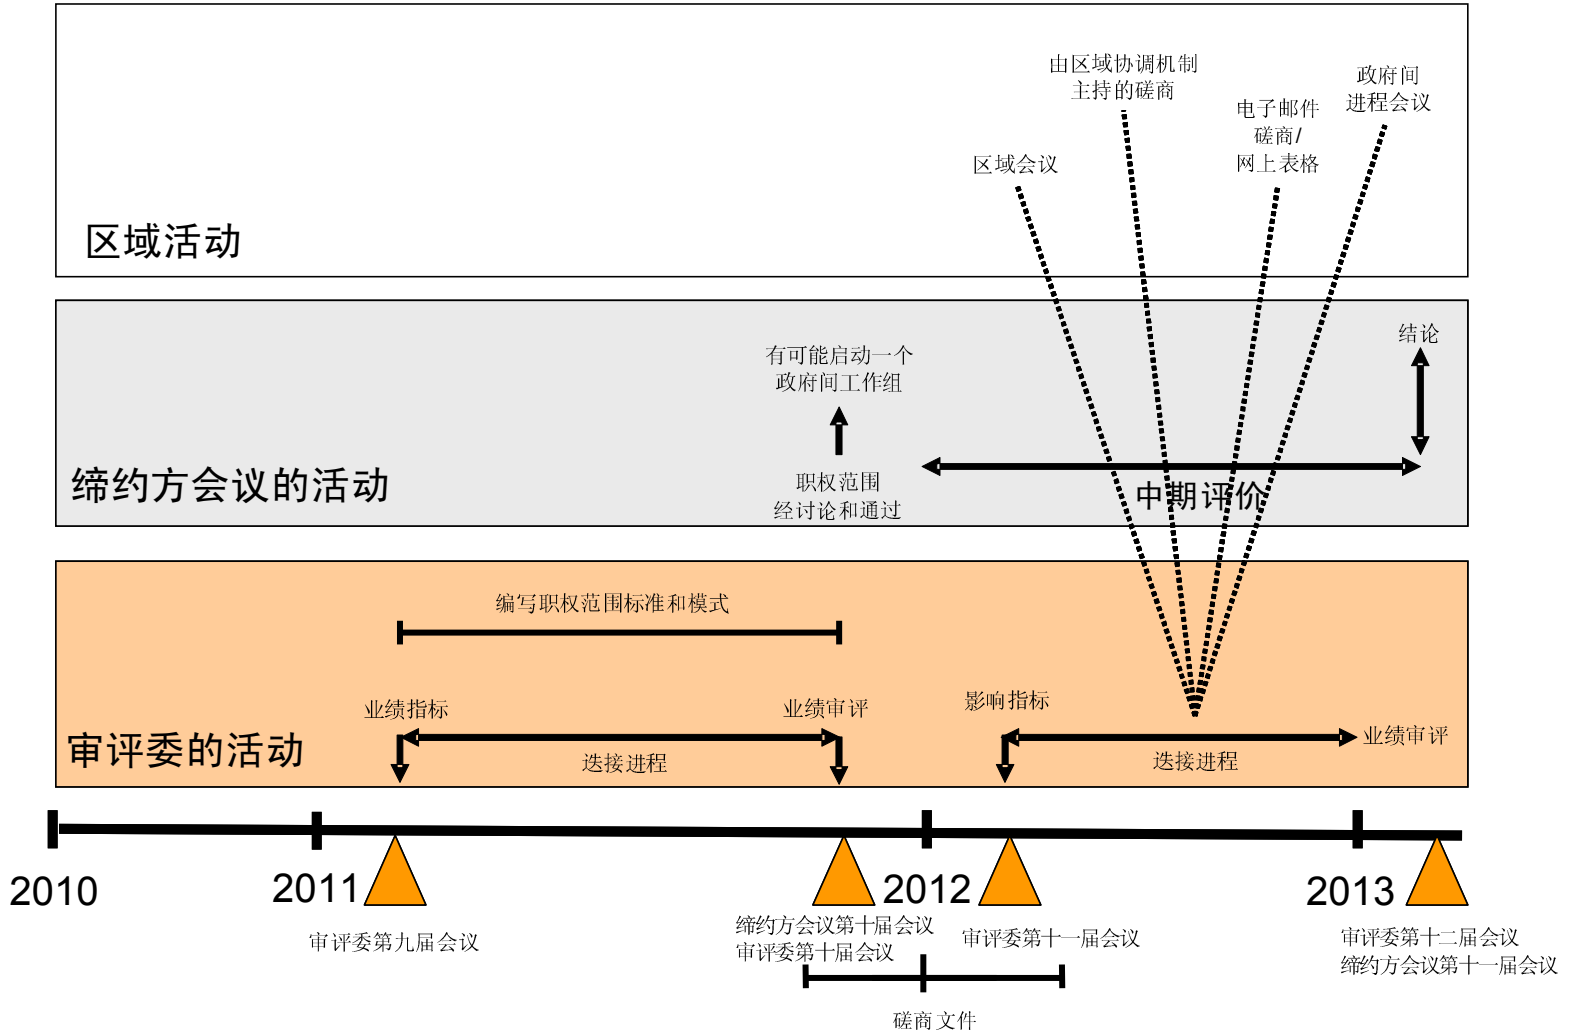 由区域协调机制
主持的磋商
政府间
进程会议
电子邮件
磋商/
网上表格
区域会议
区域活动
结论
有可能启动一个
政府间工作组
缔约方会议的活动
职权范围
经讨论和通过
中期评价
编写职权范围标准和模式
业绩指标
业绩审评
影响指标
审评委的活动
迭接进程
迭接进程
业绩审评
2010
2011
2012
2013
审评委第九届会议
缔约方会议第十届会议
审评委第十届会议
审评委第十一届会议
审评委第十二届会议
缔约方会议第十一届会议
磋商文件